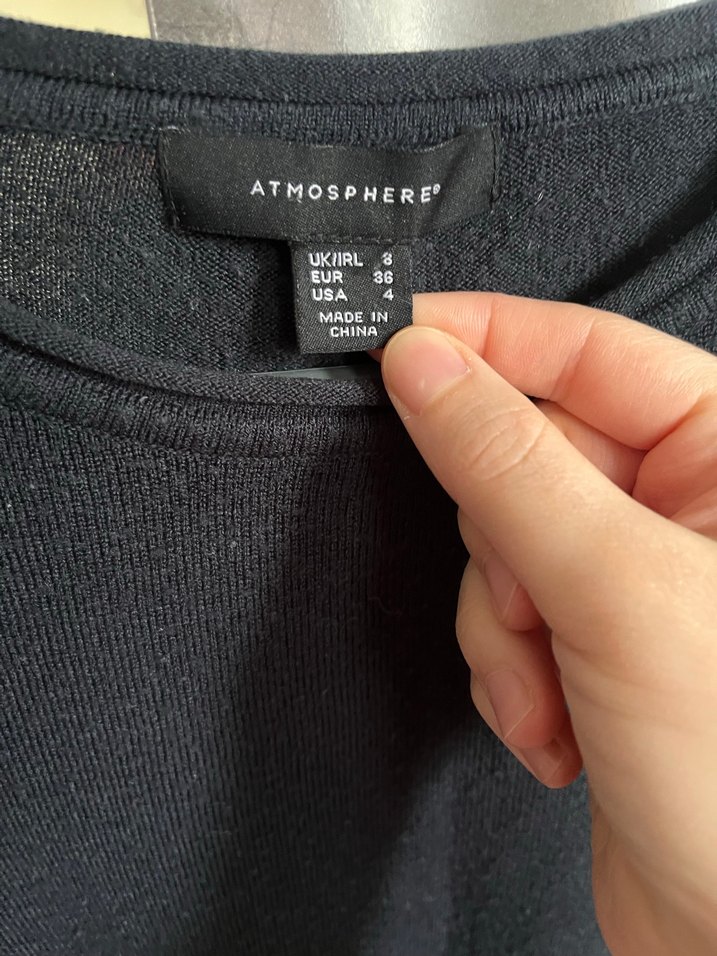 ATMOSPHERE®
UK/IRL 8
EUR 36
USA 4
MADE IN
CHINA